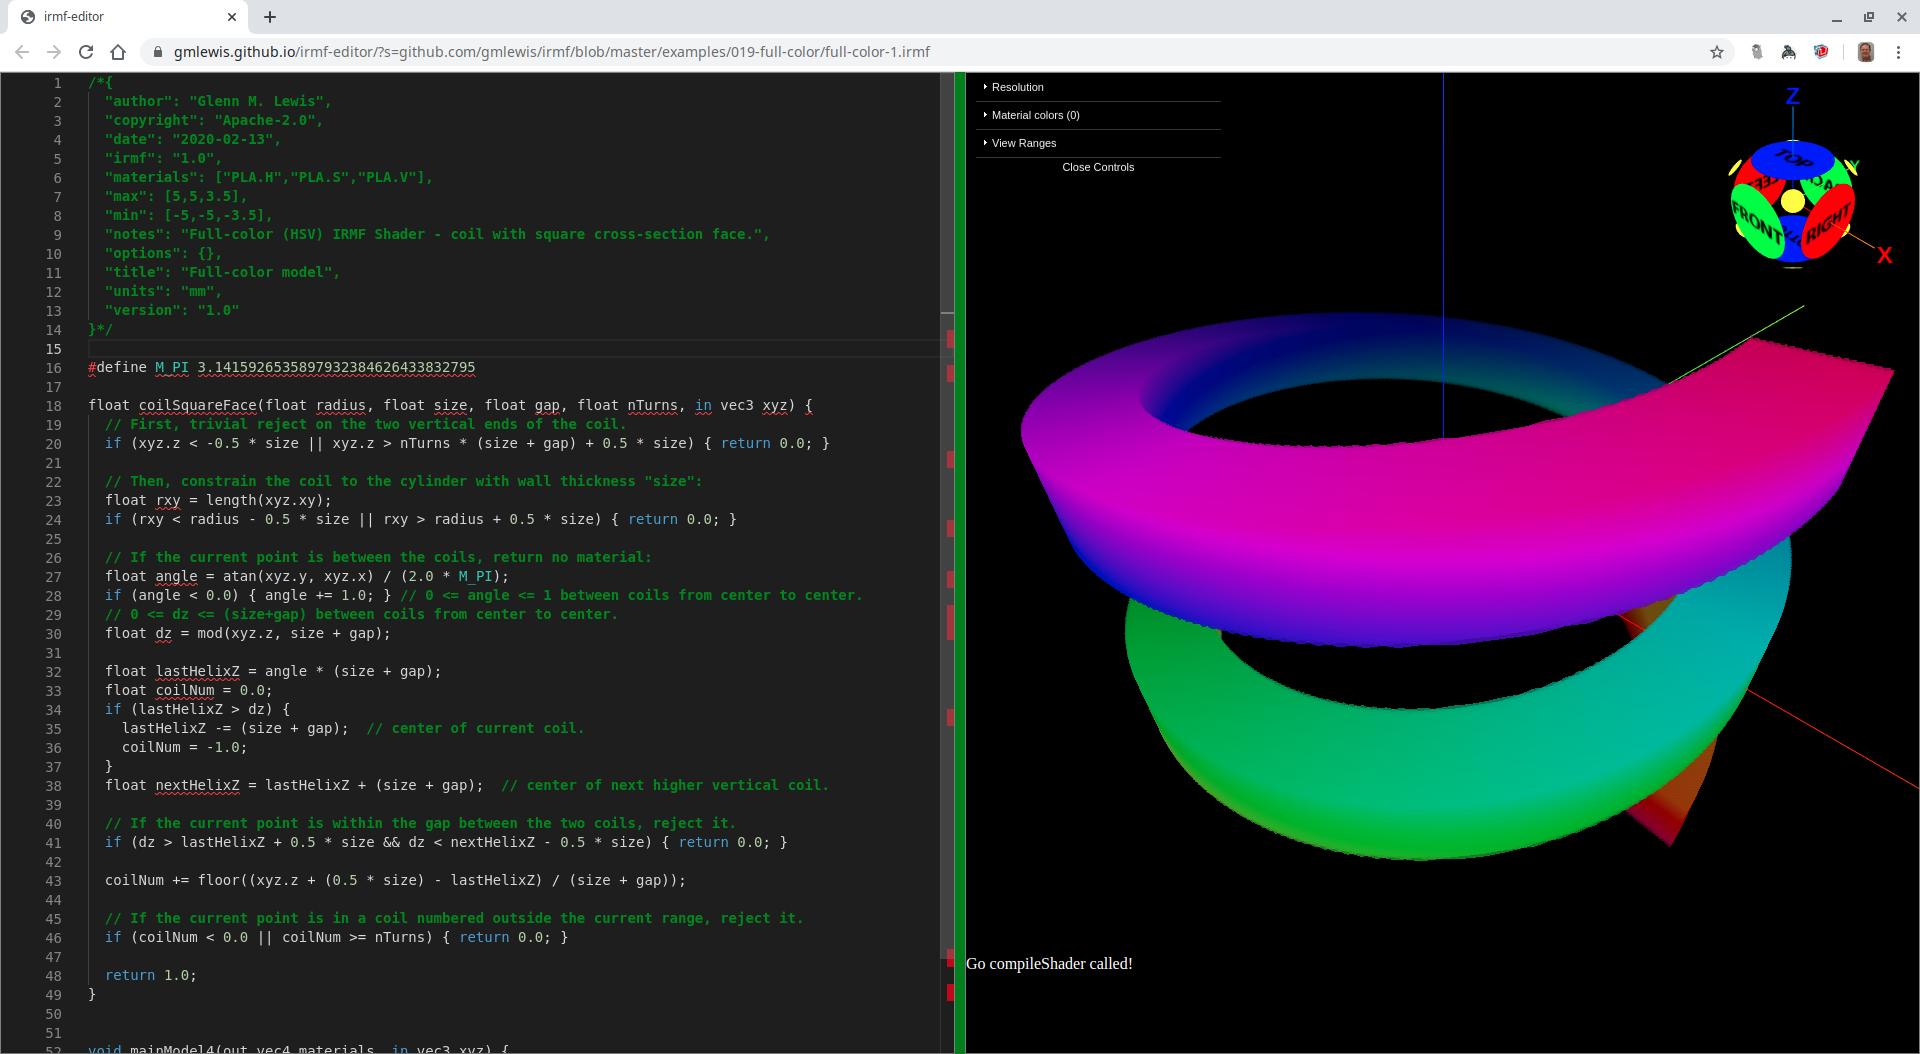 irmf-editor
gmlewis.github.io/irmf-editor/?s=github.com/gmlewis/irmf/blob/master/examples/019-full-color/full-color-1.irmf
1 /*{
2 "author": "Glenn M. Lewis",
3 "copyright": "Apache-2.0",
4 "date": "2020-02-13",
5 "irmf": "1.0",
6 "materials": ["PLA.H","PLA.S","PLA.V"],
7 "max": [5,5,3.5],
8 "min": [-5,-5,-3.5],
9 "notes": "Full-color (HSV) IRMF Shader - coil with square cross-section face.",
10 "options": {},
11 "title": "Full-color model",
12 "units": "mm",
13 "version": "1.0"
14 }*/
15
16 #define M_PI 3.1415926535897932384626433832795
17
18 float coilSquareFace(float radius, float size, float gap, float nTurns, in vec3 xyz) {
19 // First, trivial reject on the two vertical ends of the coil.
20 if (xyz.z < -0.5 * size || xyz.z > nTurns * (size + gap) + 0.5 * size) { return 0.0; }
21
22 // Then, constrain the coil to the cylinder with wall thickness "size":
23 float rxy = length(xyz.xy);
24 if (rxy < radius - 0.5 * size || rxy > radius + 0.5 * size) { return 0.0; }
25
26 // If the current point is between the coils, return no material:
27 float angle = atan(xyz.y, xyz.x) / (2.0 * M_PI);
28 if (angle < 0.0) { angle += 1.0; } // 0 <= angle <= 1 between coils from center to center.
29 // 0 <= dz <= (size+gap) between coils from center to center.
30 float dz = mod(xyz.z, size + gap);
31
32 float lastHelixZ = angle * (size + gap);
33 float coilNum = 0.0;
34 if (lastHelixZ > dz) {
35 lastHelixZ -= (size + gap);  // center of current coil.
36 coilNum = -1.0;
37 }
38 float nextHelixZ = lastHelixZ + (size + gap);  // center of next higher vertical coil.
39
40 // If the current point is within the gap between the two coils, reject it.
41 if (dz > lastHelixZ + 0.5 * size && dz < nextHelixZ - 0.5 * size) { return 0.0; }
42
43 coilNum += floor((xyz.z + (0.5 * size) - lastHelixZ) / (size + gap));
44
45 // If the current point is in a coil numbered outside the current range, reject it.
46 if (coilNum < 0.0 || coilNum >= nTurns) { return 0.0; }
47
48 return 1.0;
49 }
50
51
52 void mainModel4(out vec4 materials, in vec3 xyz) {
Resolution
Material colors (0)
View Ranges
Close Controls
Z
Y
TOP
FRONT
RIGHT
X
Go compileShader called!